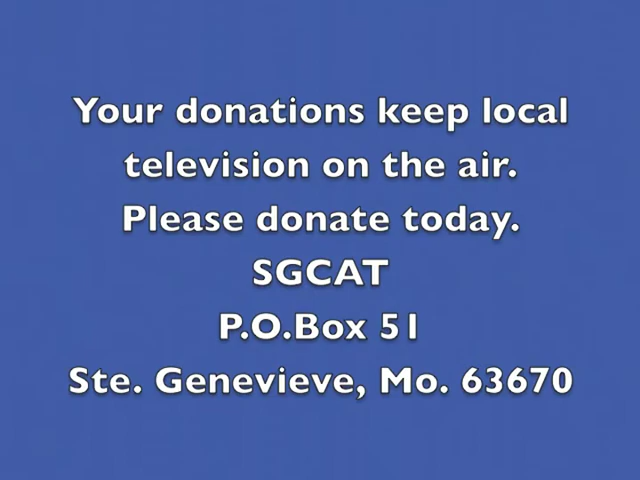 Your donations keep local
television on the air.
Please donate today.
SGCAT
P.O.Box 51
Ste. Genevieve, Mo. 63670